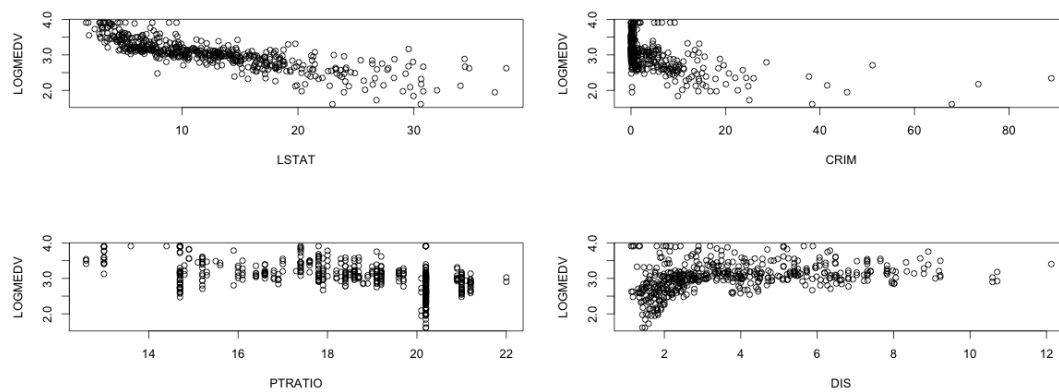 LOGMEDV
2.0 3.0 4.0
10 20 30
LSTAT
LOGMEDV
2.0 3.0 4.0
0 20 40 60 80
CRIM
LOGMEDV
2.0 3.0 4.0
14 16 18 20 22
PTRATIO
LOGMEDV
2.0 3.0 4.0
2 4 6 8 10 12
DIS